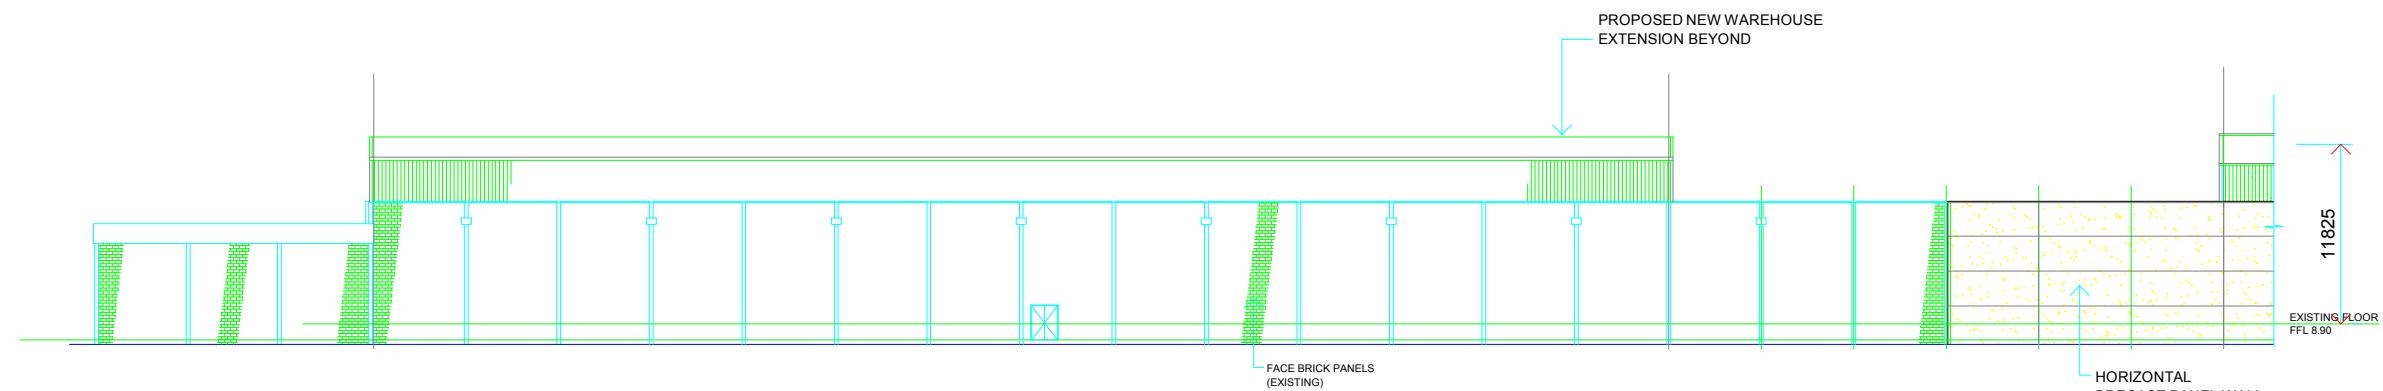 PROPOSED NEW WAREHOUSE
EXTENSION BEYOND
11825
EXISTING FLOOR
FFL 8.90
FACE BRICK PANELS
(EXISTING)
HORIZONTAL